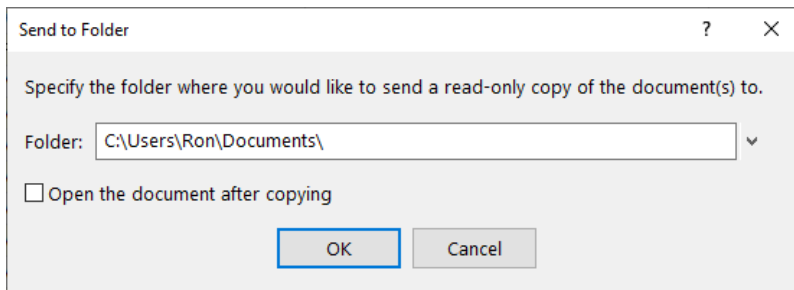 Send to Folder ?
Specify the folder where you would like to send a read-only copy of the document(s) to.
Folder: C:\Users\Ron\Documents\
Open the document after copying
OK Cancel